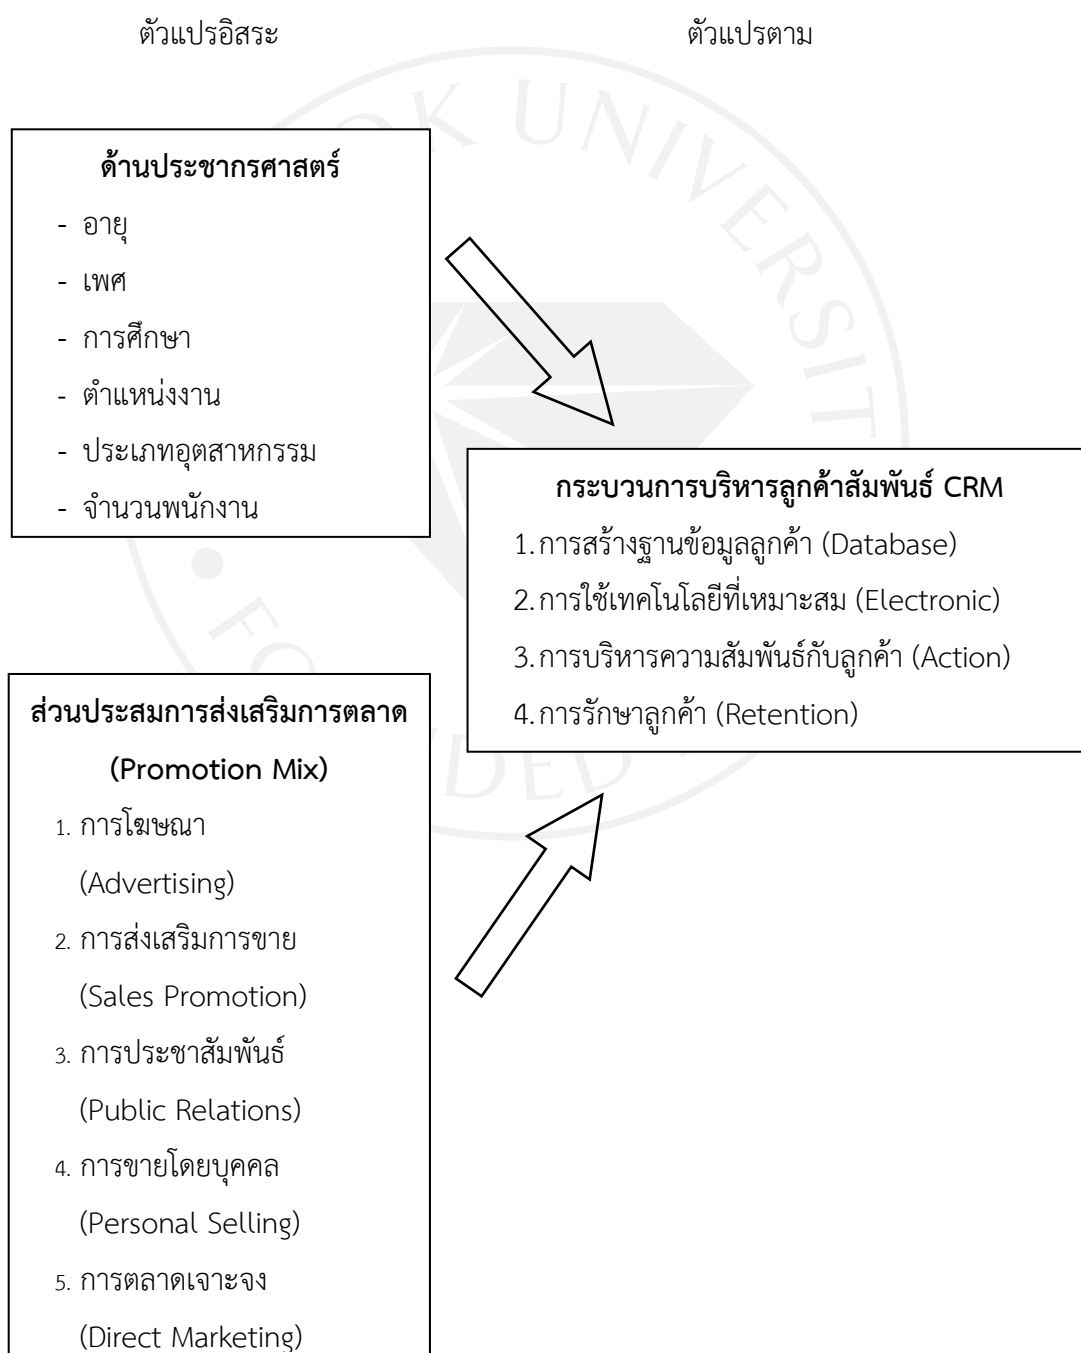 ตัวแปรอิสระ
ตัวแปรตาม
ด้านประชากรศาสตร์
- อายุ
- เพศ
- การศึกษา
- ตำแหน่งงาน
- ประเภทอุตสาหกรรม
- จำนวนพนักงาน
กระบวนการบริหารลูกค้าสัมพันธ์ CRM
1.การสร้างฐานข้อมูลลูกค้า (Database)
2.การใช้เทคโนโลยีที่เหมาะสม (Electronic)
3.การบริหารความสัมพันธ์กับลูกค้า (Action)
4.การรักษาลูกค้า (Retention)
ส่วนประสมการส่งเสริมการตลาด
(Promotion Mix)
1. การโฆษณา
(Advertising)
2. การส่งเสริมการขาย
(Sales Promotion)
3. การประชาสัมพันธ์
(Public Relations)
4. การขายโดยบุคคล
(Personal Selling)
5. การตลาดเจาะจง
(Direct Marketing)